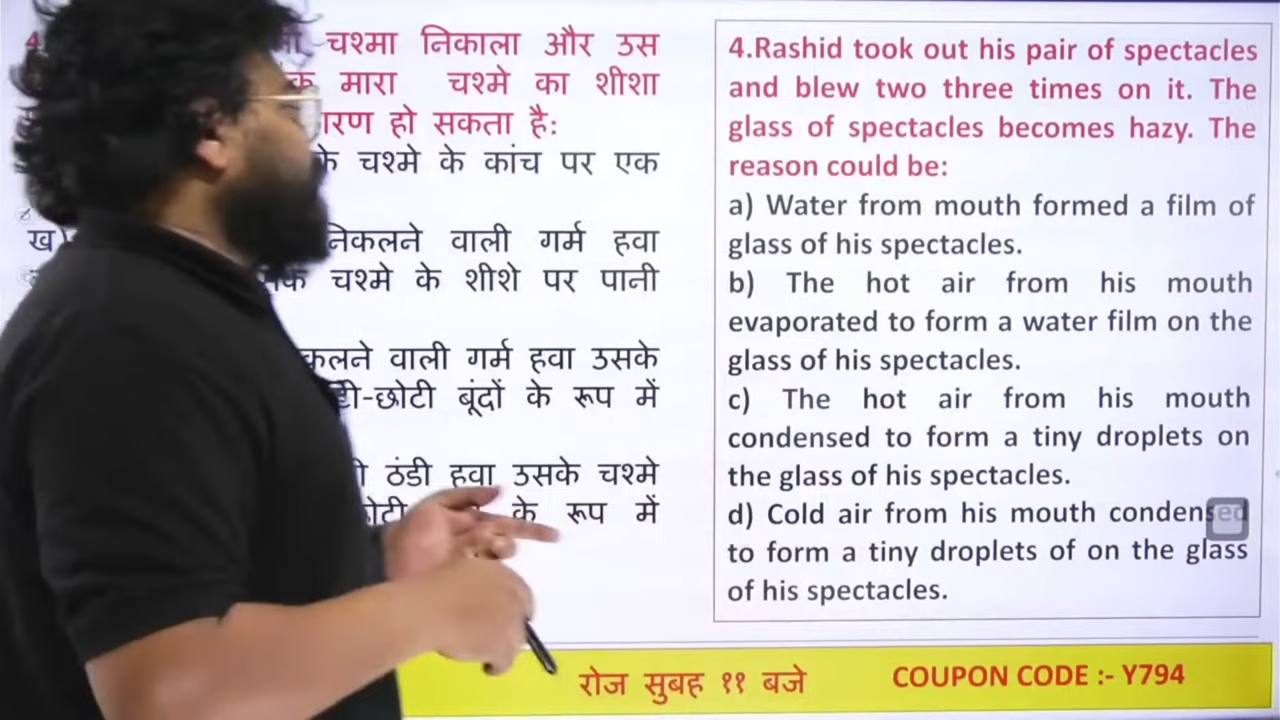 चश्मा निकाला और उस
मारा चश्मे का शीशा
हो सकता है:
के चश्मे के कांच पर एक
ख)
निकलने वाली गर्म हवा
चश्मे के शीशे पर पानी
वाली गर्म हवा उसके
छोटी बूंदों के रूप में
ठंडी हवा उसके चश्मे
के रूप में
4.Rashid took out his pair of spectacles
and blew two three times on it. The
glass of spectacles becomes hazy. The
reason could be:
a) Water from mouth formed a film of
glass of his spectacles.
b) The hot air from his mouth
evaporated to form a water film on the
glass of his spectacles.
c) The hot air from his mouth
condensed to form a tiny droplets on
the glass of his spectacles.
d) Cold air from his mouth condensed
to form a tiny droplets of on the glass
of his spectacles.
रोज सुबह ११ बजे
COUPON CODE :- Y794